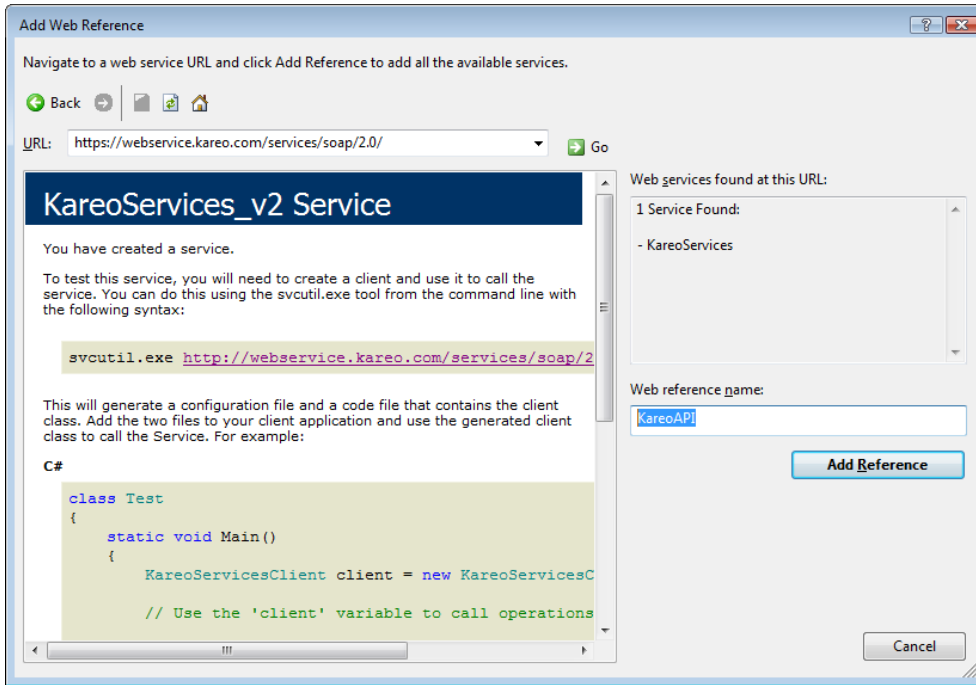 Add Web Reference
Navigate to a web service URL and click Add Reference to add all the available services.
Back
URL: https://webservice.kareo.com/services/soap/2.0/ Go
KareoServices_v2 Service
You have created a service.
To test this service, you will need to create a client and use it to call the
service. You can do this using the svcutil.exe tool from the command line with
the following syntax:
svcutil.exe http://webservice.kareo.com/services/soap/2
This will generate a configuration file and a code file that contains the client
class. Add the two files to your client application and use the generated client
class to call the Service. For example:
C#
class Test
{
static void Main()
{
KareoServicesClient client = new KareoServicesC
// Use the 'client' variable to call operations
Web services found at this URL:
1 Service Found:
- KareoServices
Web reference name:
KareoAPI
Add Reference
Cancel